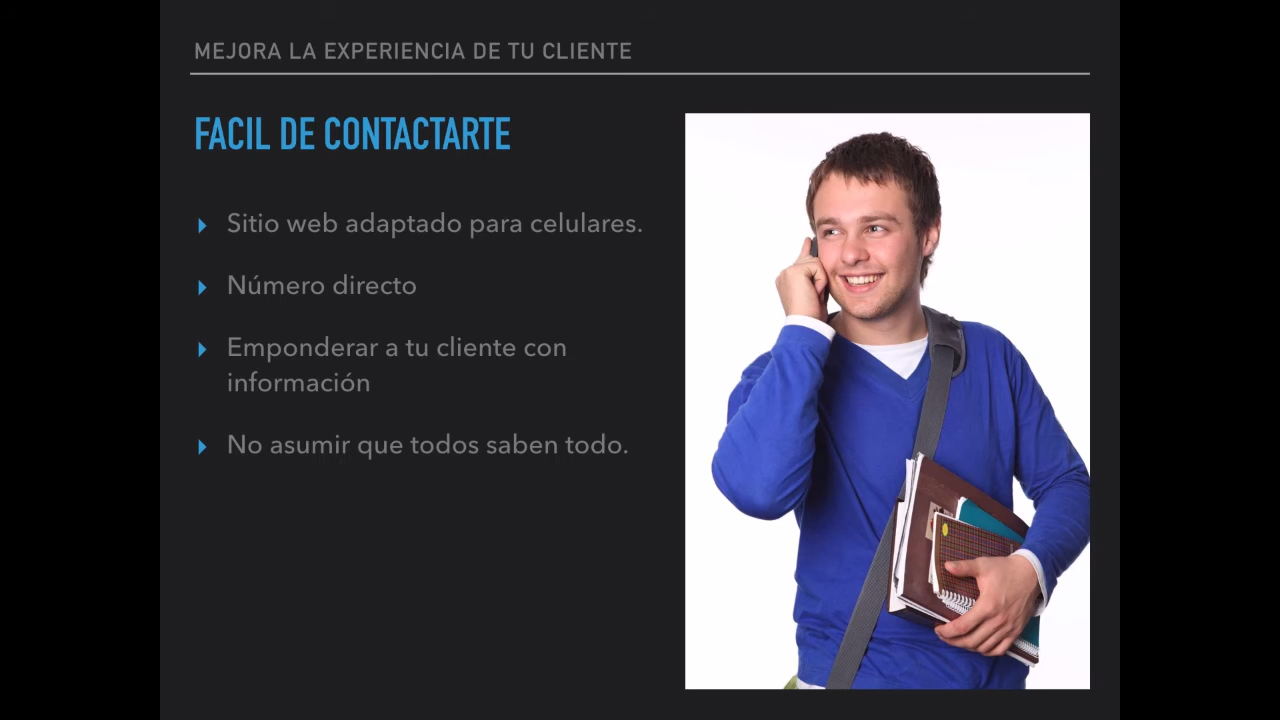 MEJORA LA EXPERIENCIA DE TU CLIENTE
FACIL DE CONTACTARTE
Sitio web adaptado para celulares.
Número directo
Emponderar a tu cliente con
información
No asumir que todos saben todo.